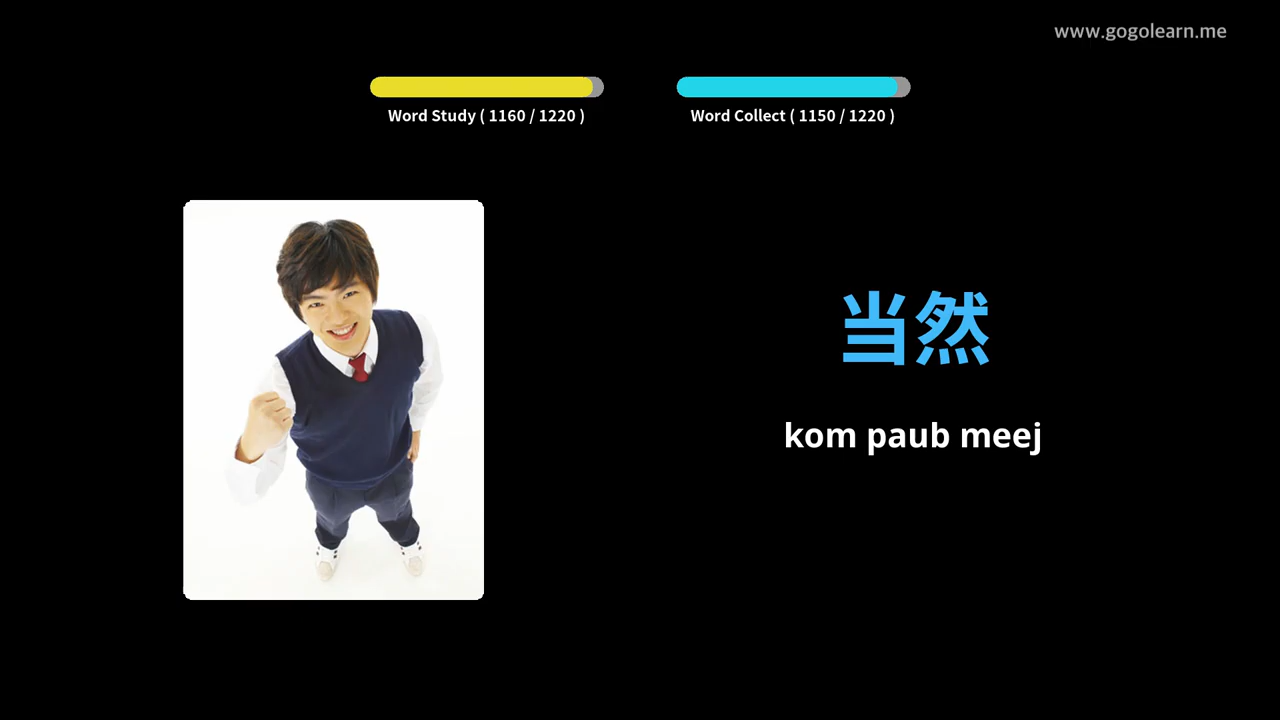 www.gogolearn.me
Word Study ( 1160 / 1220 )
Word Collect ( 1150 / 1220 )
当然
kom paub meej